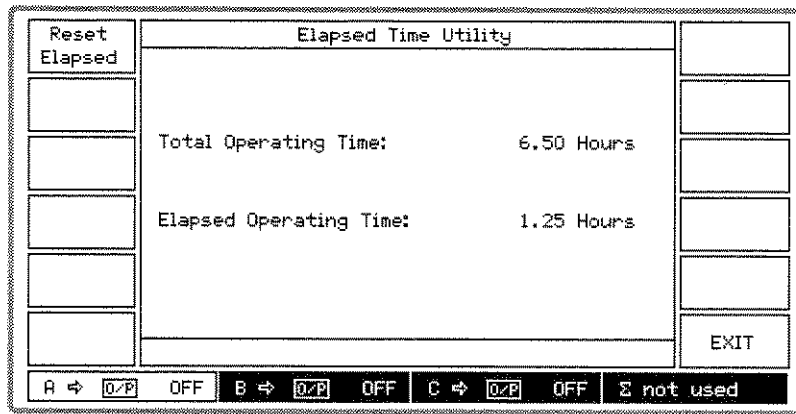 Reset
Elapsed
Elapsed Time Utility
Total Operating Time: 6.50 Hours
Elapsed Operating Time: 1.25 Hours
EXIT
A ⇨ O/P OFF B ⇨ O/P OFF C ⇨ O/P OFF Σ not used